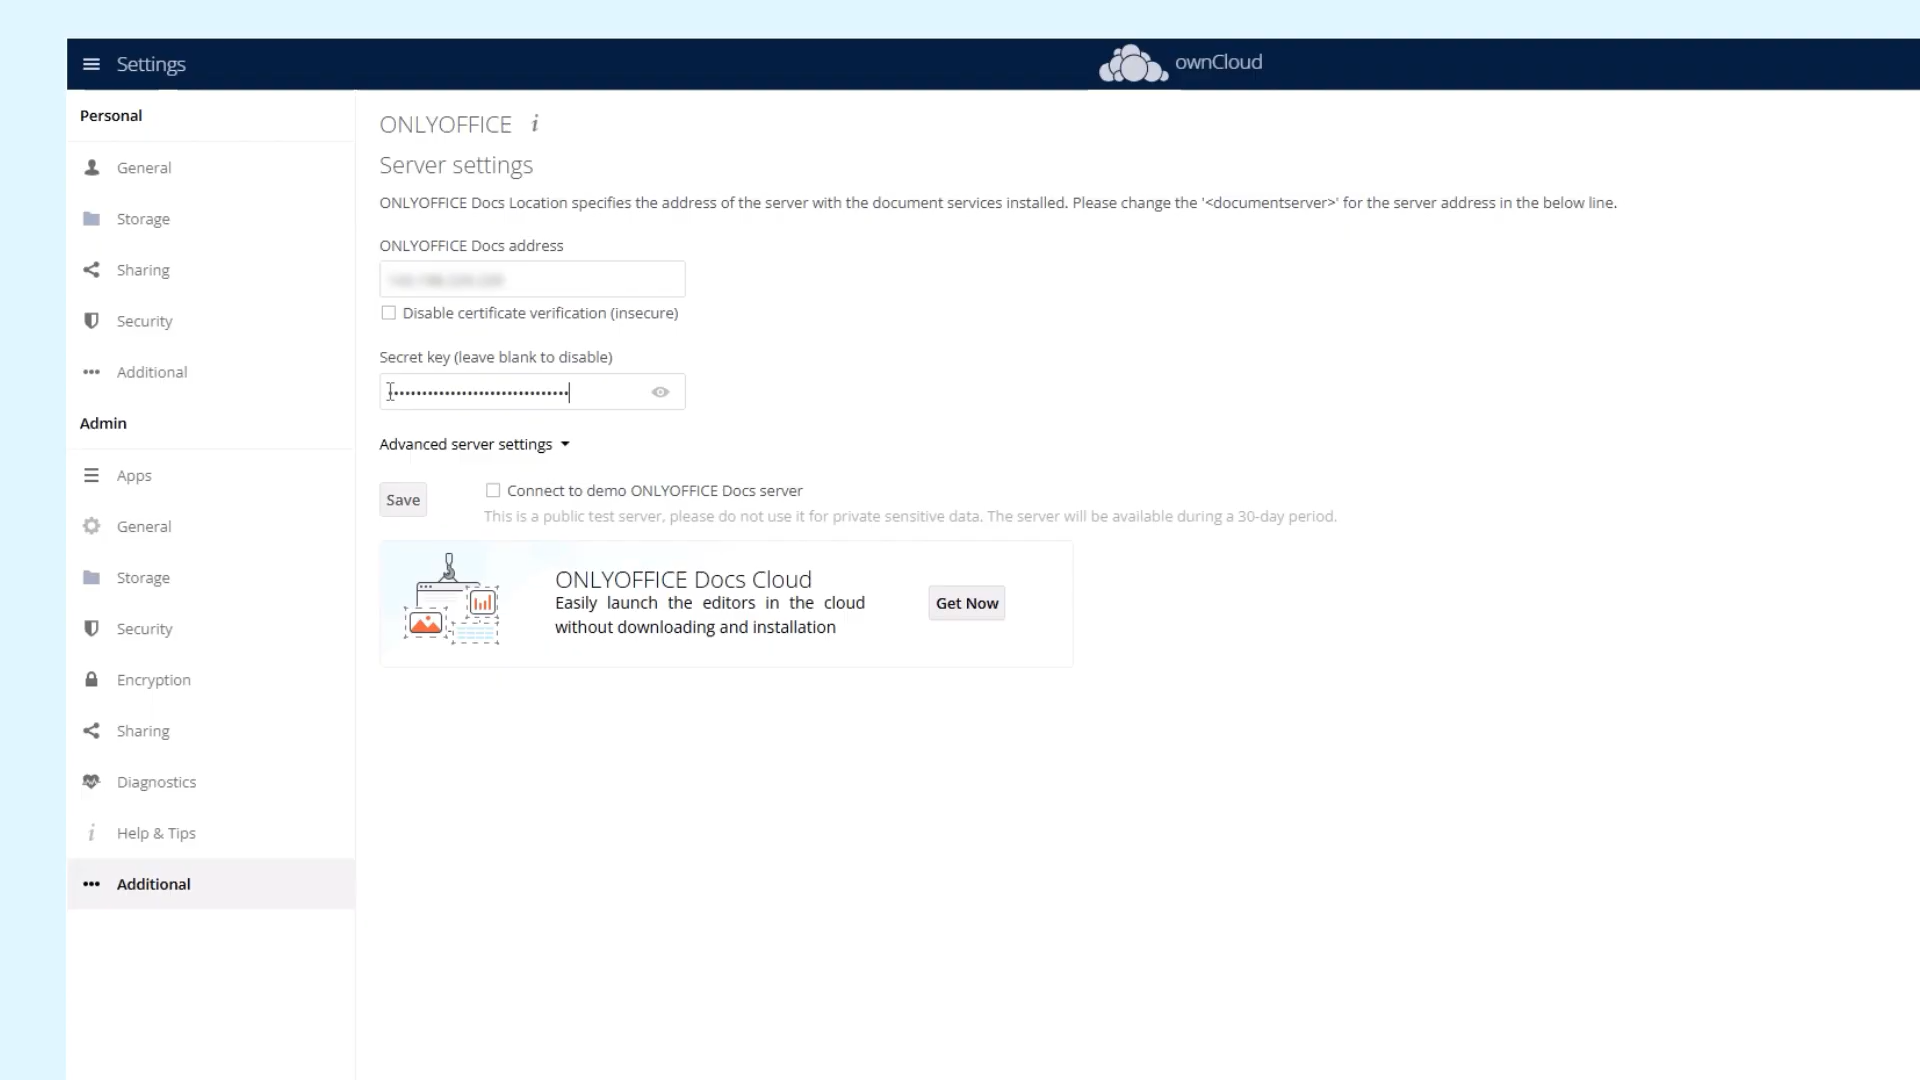 Settings
ownCloud
Personal
General
Storage
Sharing
Security
Additional
Admin
Apps
General
Storage
Security
Encryption
Sharing
Diagnostics
Help & Tips
Additional
ONLYOFFICE
Server settings
ONLYOFFICE Docs Location specifies the address of the server with the document services installed. Please change the '<documentserver>' for the server address in the below line.
ONLYOFFICE Docs address
Disable certificate verification (insecure)
Secret key (leave blank to disable)
Advanced server settings
Save
Connect to demo ONLYOFFICE Docs server
This is a public test server, please do not use it for private sensitive data. The server will be available during a 30-day period.
ONLYOFFICE Docs Cloud
Easily launch the editors in the cloud
without downloading and installation
Get Now